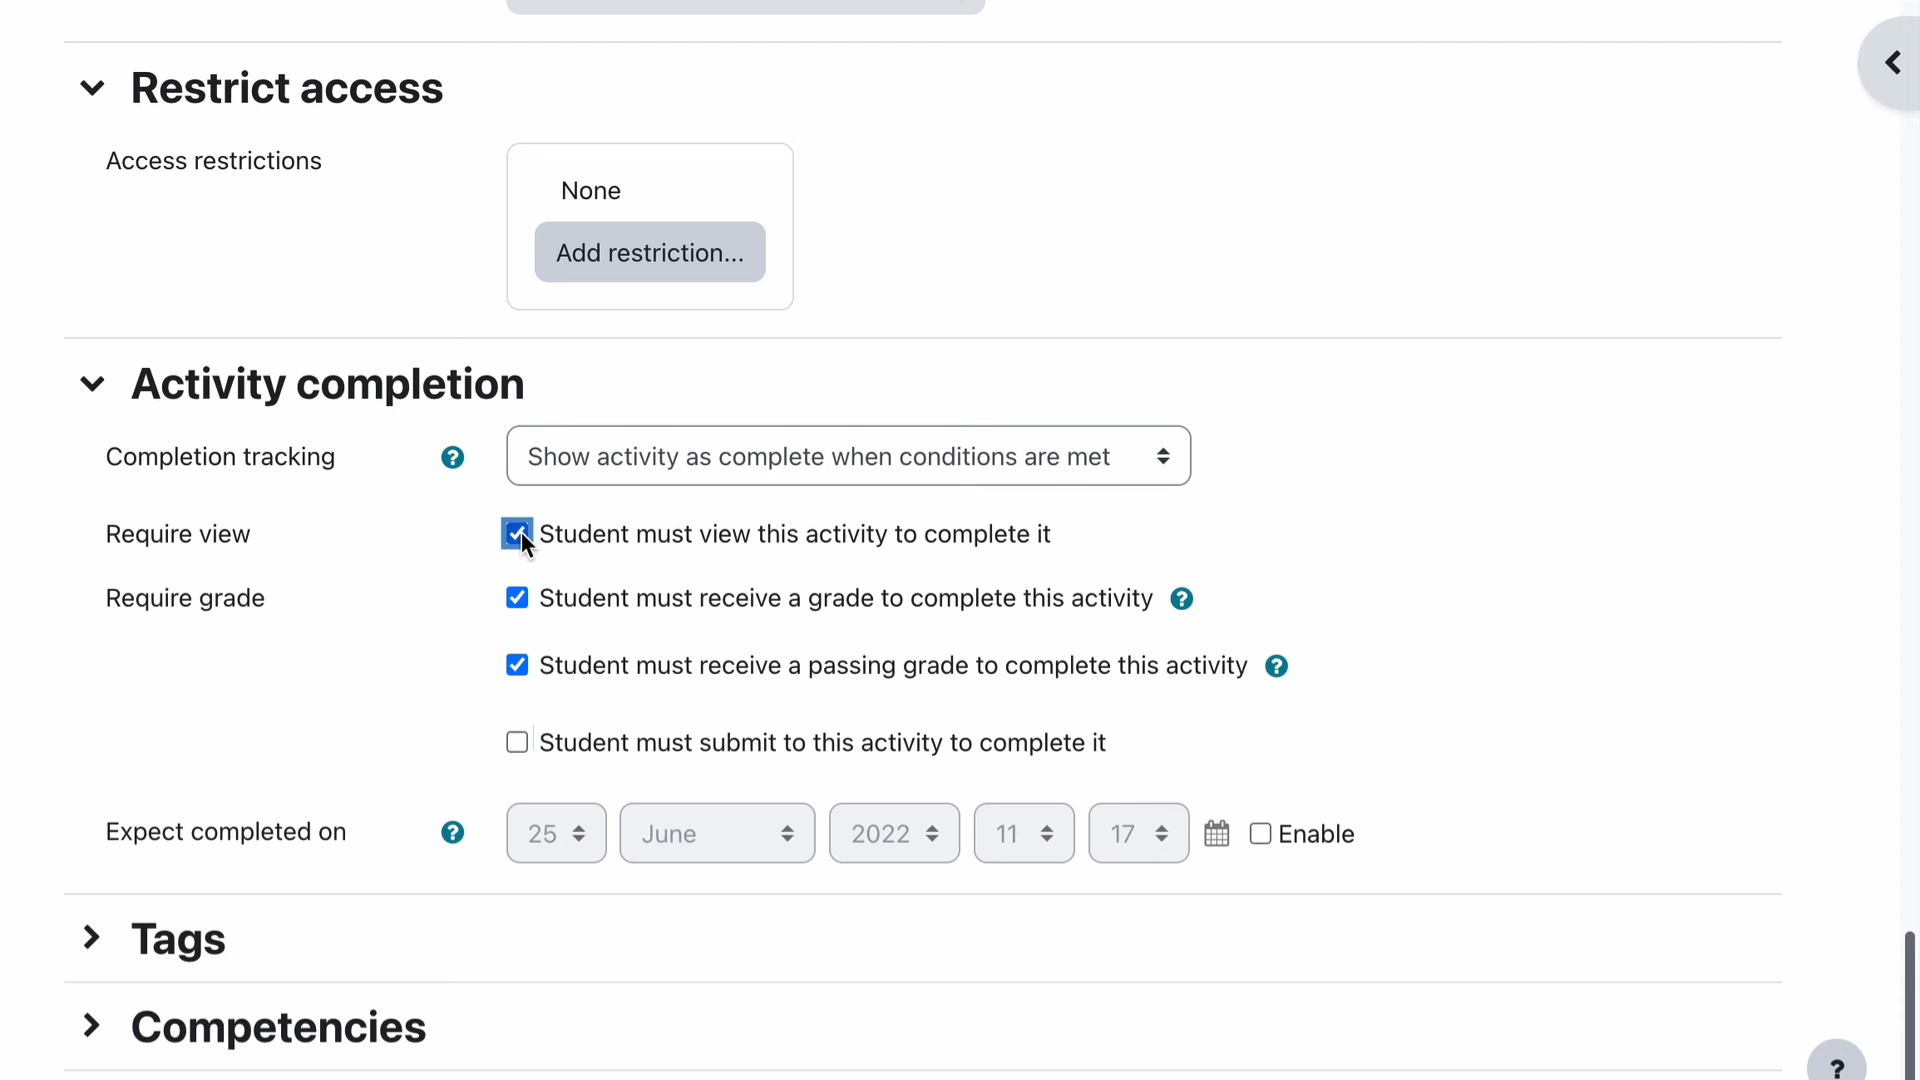 Restrict access
Access restrictions
None
Add restriction...
Activity completion
Completion tracking ? Show activity as complete when conditions are met
Require view Student must view this activity to complete it
Require grade Student must receive a grade to complete this activity ?
Student must receive a passing grade to complete this activity ?
Student must submit to this activity to complete it
Expect completed on ? 25 June 2022 11 17 Enable
Tags
Competencies
?